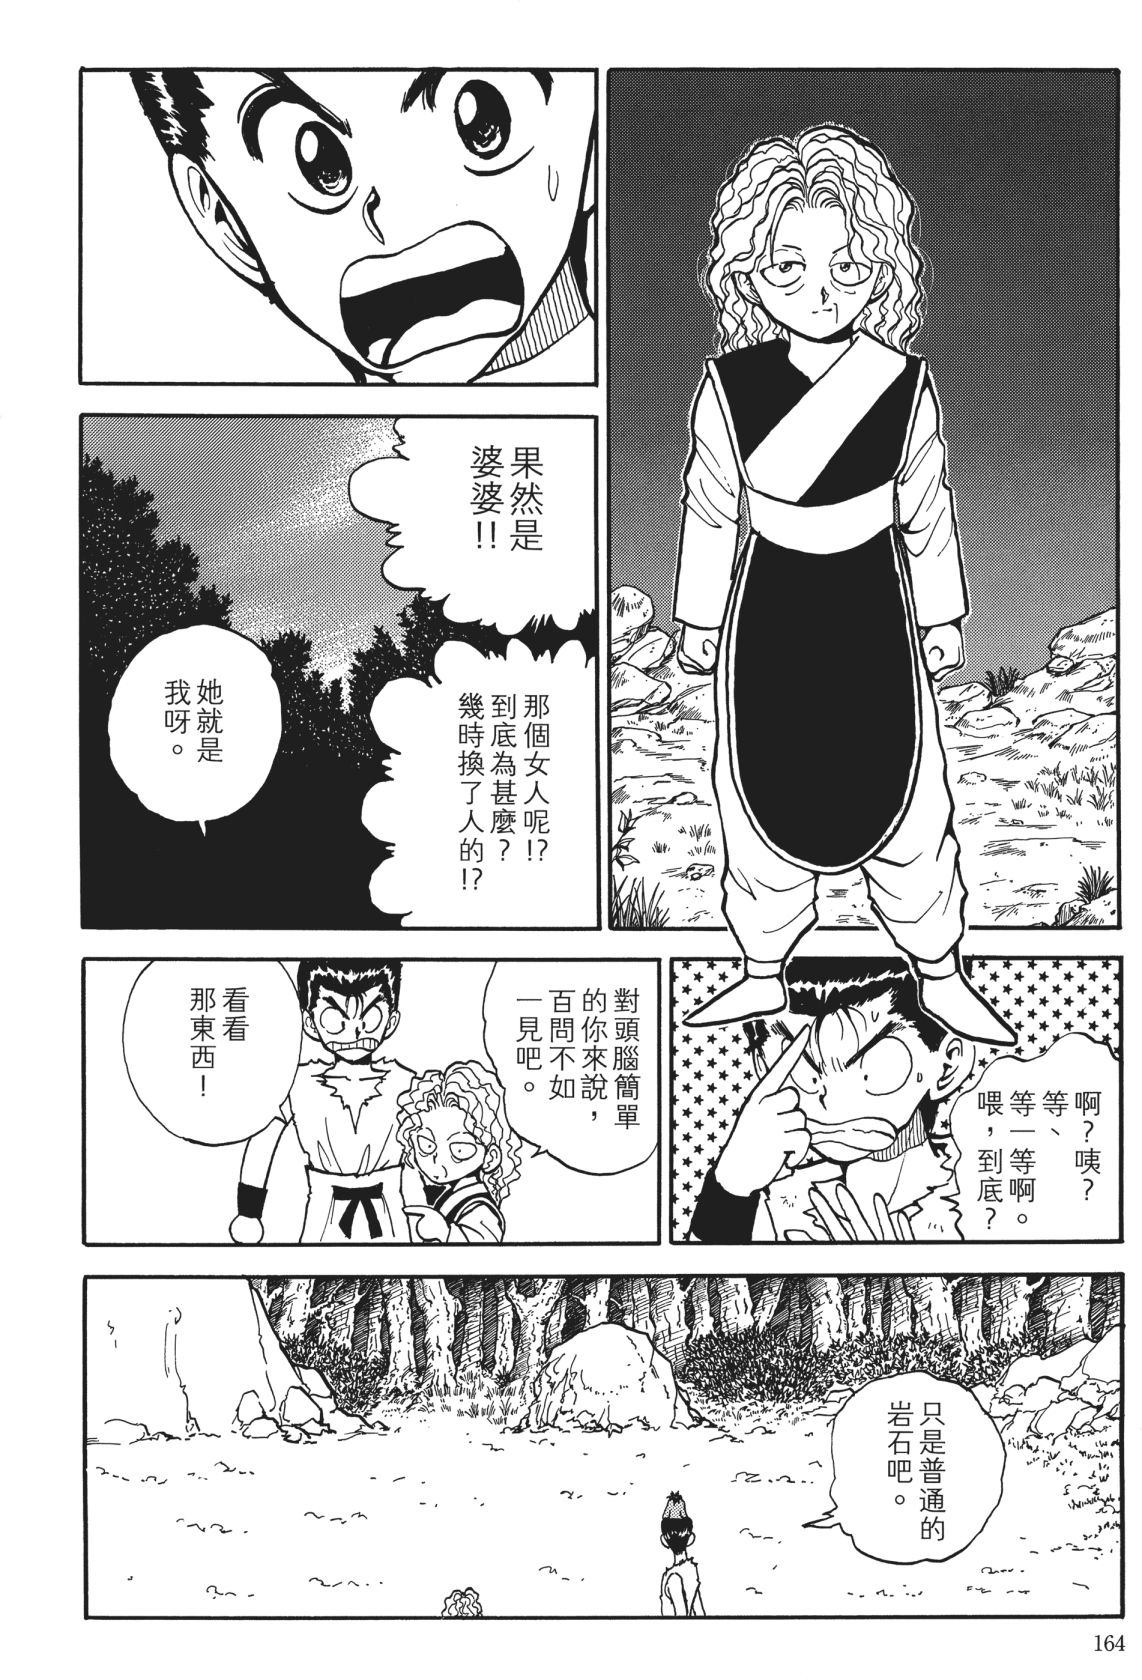 果然是
婆婆！！
那個女人呢！？
到底為甚麼？
幾時換了人的！？
她就是
我呀。
啊？咦？
等、
等一等啊。
喂，到底？
對頭腦簡單
的你來說，
百問不如
一見吧。
看看
那東西！
只是普通的
岩石吧。
164